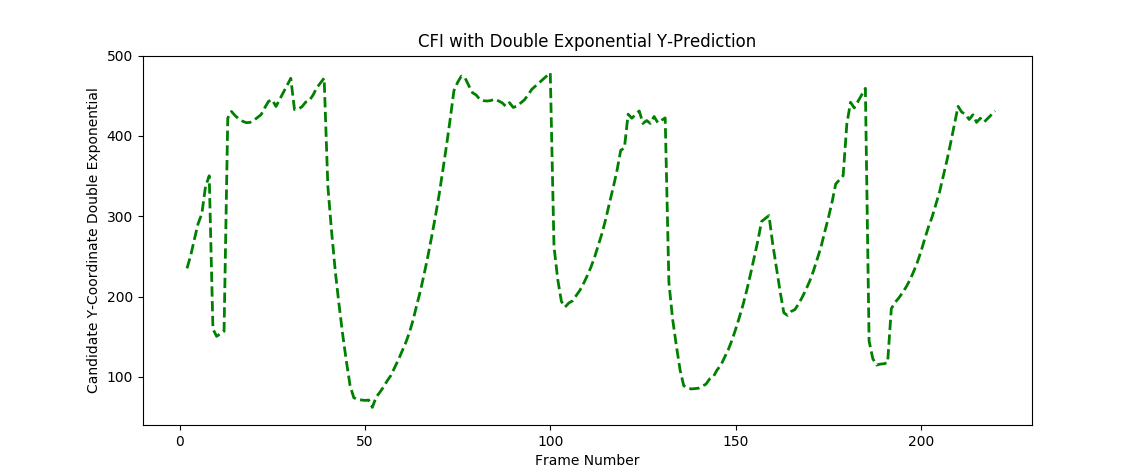 CFI with Double Exponential Y-Prediction
Candidate Y-Coordinate Double Exponential
500
400
300
200
100
0 50 100 150 200
Frame Number